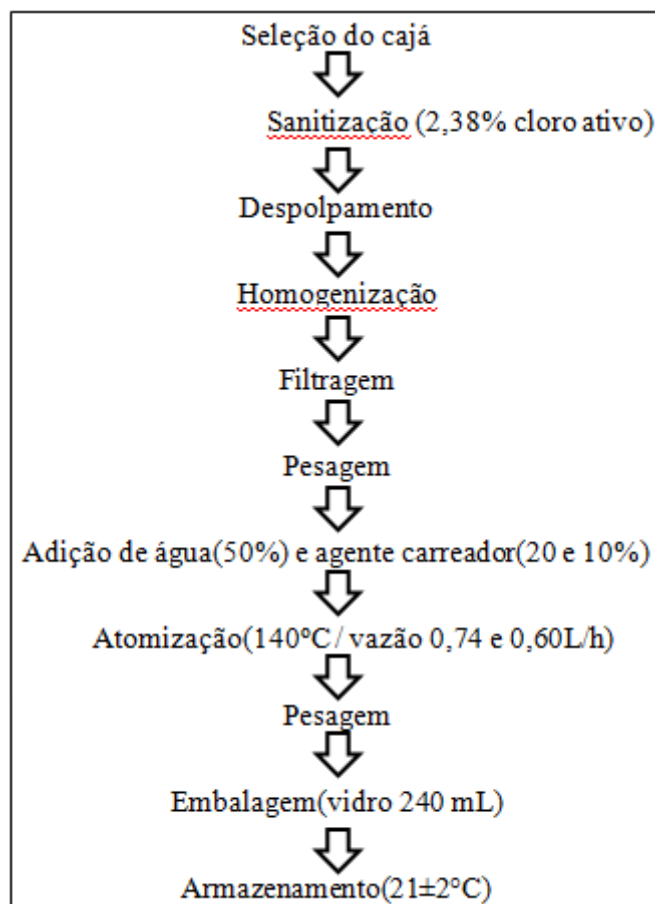 Seleção do cajá
Sanitização (2,38% cloro ativo)
Despolpamento
Homogenização
Filtragem
Pesagem
Adição de água(50%) e agente carreador(20 e 10%)
Atomização(140ºC/ vazão 0,74 e 0,60L/h)
Pesagem
Embalagem(vidro 240 mL)
Armazenamento(21±2°C)